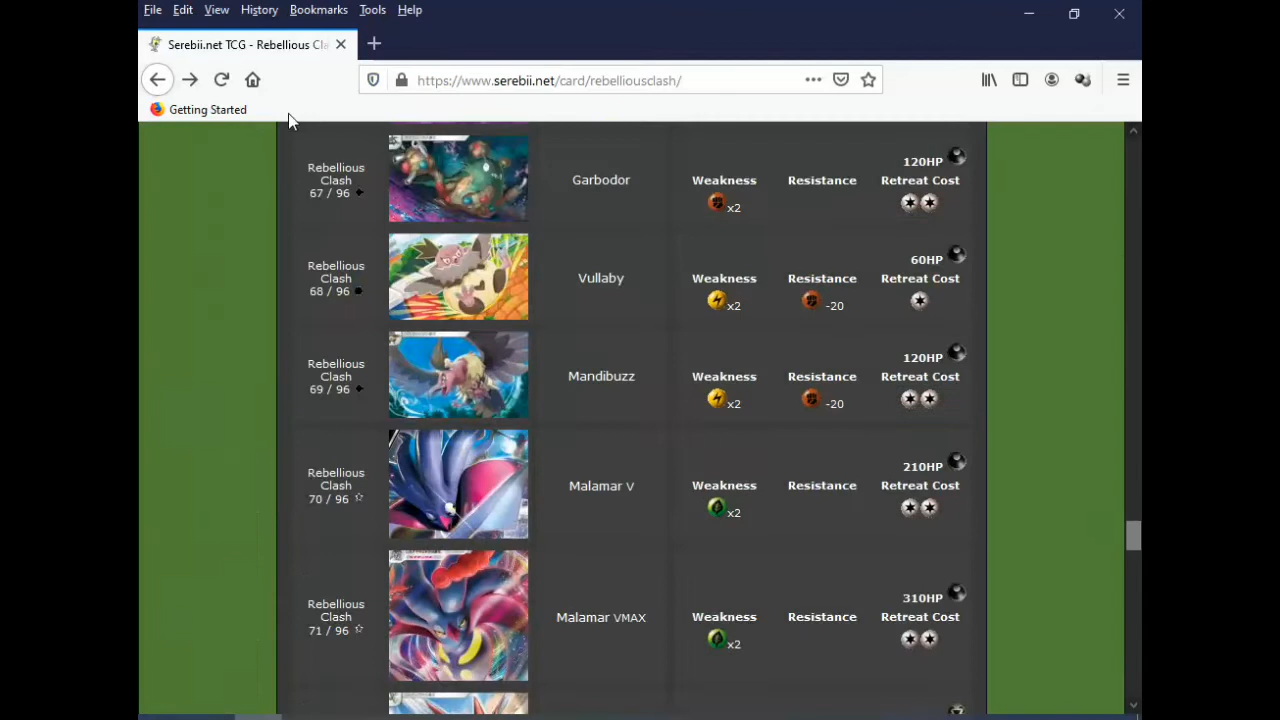 File Edit View History Bookmarks Tools Help
Serebii.net TCG - Rebellious Cla
https://www.serebii.net/card/rebelliousclash/
Getting Started
Rebellious
Clash
67 / 96
Garbodor
Weakness
x2
Resistance
120HP
Retreat Cost
Rebellious
Clash
68 / 96
Vullaby
Weakness
x2
Resistance
-20
60HP
Retreat Cost
Rebellious
Clash
69 / 96
Mandibuzz
Weakness
x2
Resistance
-20
120HP
Retreat Cost
Rebellious
Clash
70 / 96
Malamar V
Weakness
x2
Resistance
210HP
Retreat Cost
Rebellious
Clash
71 / 96
Malamar VMAX
Weakness
x2
Resistance
310HP
Retreat Cost